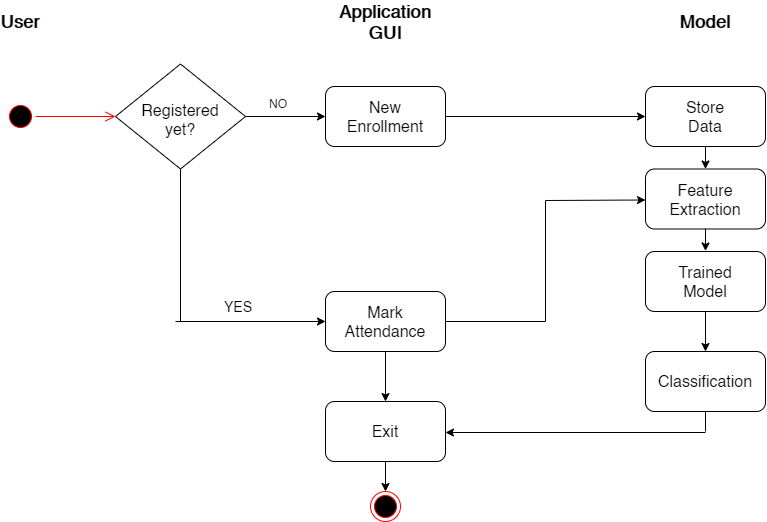 User
Application
GUI
Model
Registered
yet?
NO
New
Enrollment
Store
Data
Feature
Extraction
Trained
Model
YES
Mark
Attendance
Classification
Exit